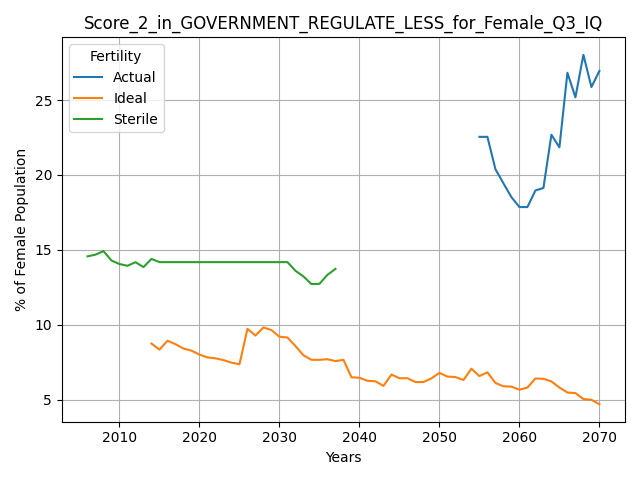 Score_2_in_GOVERNMENT_REGULATE_LESS_for_Female_Q3_IQ
Fertility
Actual
Ideal
Sterile
% of Female Population
25
20
15
10
5
2010 2020 2030 2040 2050 2060 2070
Years